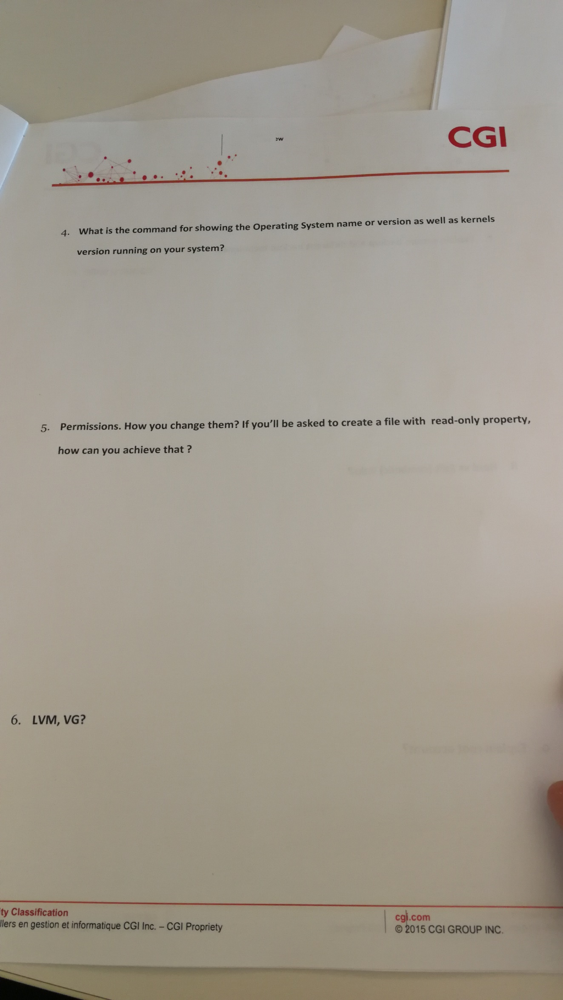 ew
CGI
4. What is the command for showing the Operating System name or version as well as kernels
version running on your system?
5. Permissions. How you change them? If you'll be asked to create a file with read-only property,
how can you achieve that ?
6. LVM, VG?
ty Classification
llers en gestion et informatique CGI Inc. – CGI Propriety
cgi.com
© 2015 CGI GROUP INC.